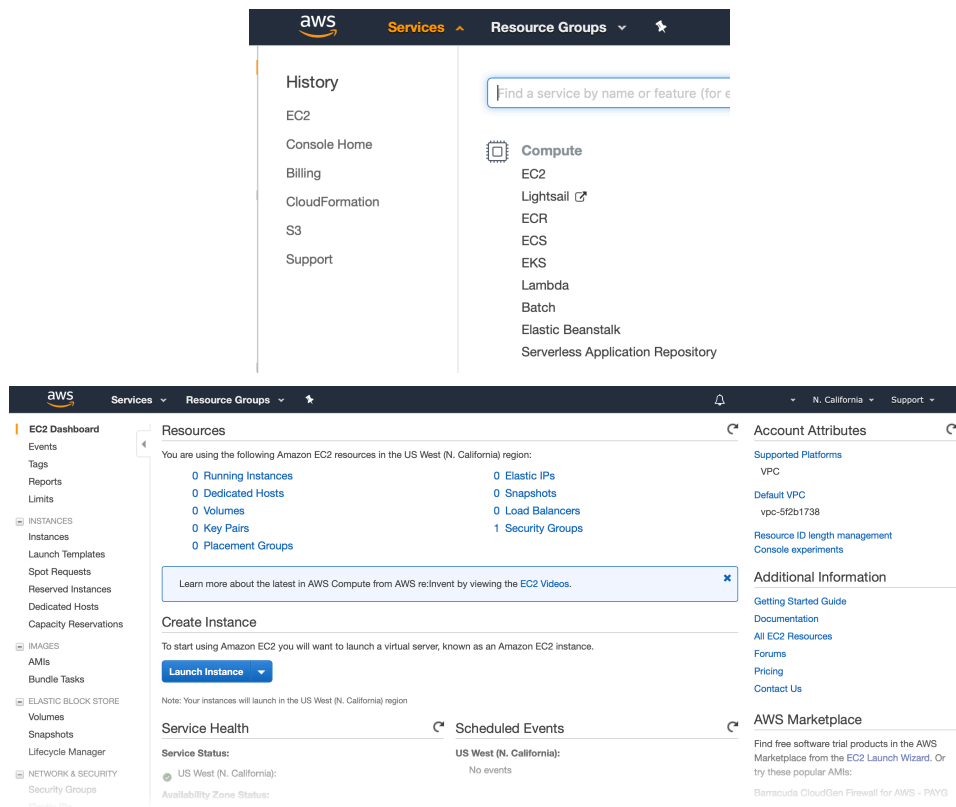 aws Services Resource Groups
History
EC2
Console Home
Billing
CloudFormation
S3
Support
Find a service by name or feature (for e
Compute
EC2
Lightsail
ECR
ECS
EKS
Lambda
Batch
Elastic Beanstalk
Serverless Application Repository
aws Services Resource Groups N. California Support
EC2 Dashboard
Events
Tags
Reports
Limits
INSTANCES
Instances
Launch Templates
Spot Requests
Reserved Instances
Dedicated Hosts
Capacity Reservations
IMAGES
AMIs
Bundle Tasks
ELASTIC BLOCK STORE
Volumes
Snapshots
Lifecycle Manager
NETWORK & SECURITY
Security Groups
Resources
You are using the following Amazon EC2 resources in the US West (N. California) region:
0 Running Instances
0 Dedicated Hosts
0 Volumes
0 Key Pairs
0 Placement Groups
0 Elastic IPs
0 Snapshots
0 Load Balancers
1 Security Groups
Learn more about the latest in AWS Compute from AWS re:Invent by viewing the EC2 Videos.
Create Instance
To start using Amazon EC2 you will want to launch a virtual server, known as an Amazon EC2 instance.
Launch Instance
Note: Your instances will launch in the US West (N. California) region
Service Health
Service Status:
US West (N. California):
Availability Zone Status:
Scheduled Events
US West (N. California):
No events
Account Attributes
Supported Platforms
VPC
Default VPC
vpc-5f2b1738
Resource ID length management
Console experiments
Additional Information
Getting Started Guide
Documentation
All EC2 Resources
Forums
Pricing
Contact Us
AWS Marketplace
Find free software trial products in the AWS
Marketplace from the EC2 Launch Wizard. Or
try these popular AMIs:
Barracuda CloudGen Firewall for AWS - PAYG